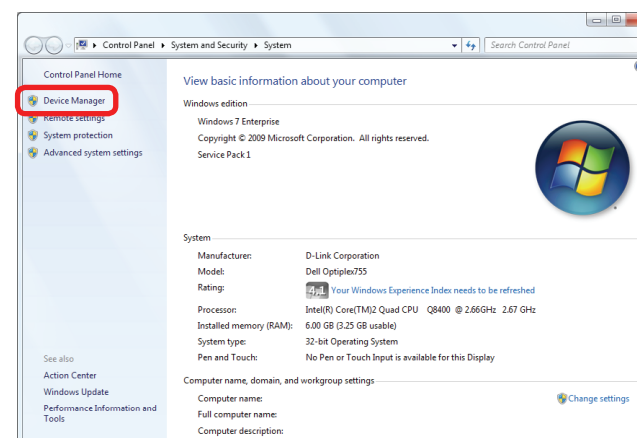 Control Panel ▸ System and Security ▸ System
Search Control Panel
Control Panel Home
Device Manager
Remote settings
System protection
Advanced system settings
See also
Action Center
Windows Update
Performance Information and
Tools
View basic information about your computer
Windows edition
Windows 7 Enterprise
Copyright © 2009 Microsoft Corporation. All rights reserved.
Service Pack 1
System
Manufacturer: D-Link Corporation
Model: Dell Optiplex755
Rating: 4,1 Your Windows Experience Index needs to be refreshed
Processor: Intel(R) Core(TM)2 Quad CPU Q8400 @ 2.66GHz 2.67 GHz
Installed memory (RAM): 6.00 GB (3.25 GB usable)
System type: 32-bit Operating System
Pen and Touch: No Pen or Touch Input is available for this Display
Computer name, domain, and workgroup settings
Computer name: Change settings
Full computer name:
Computer description: